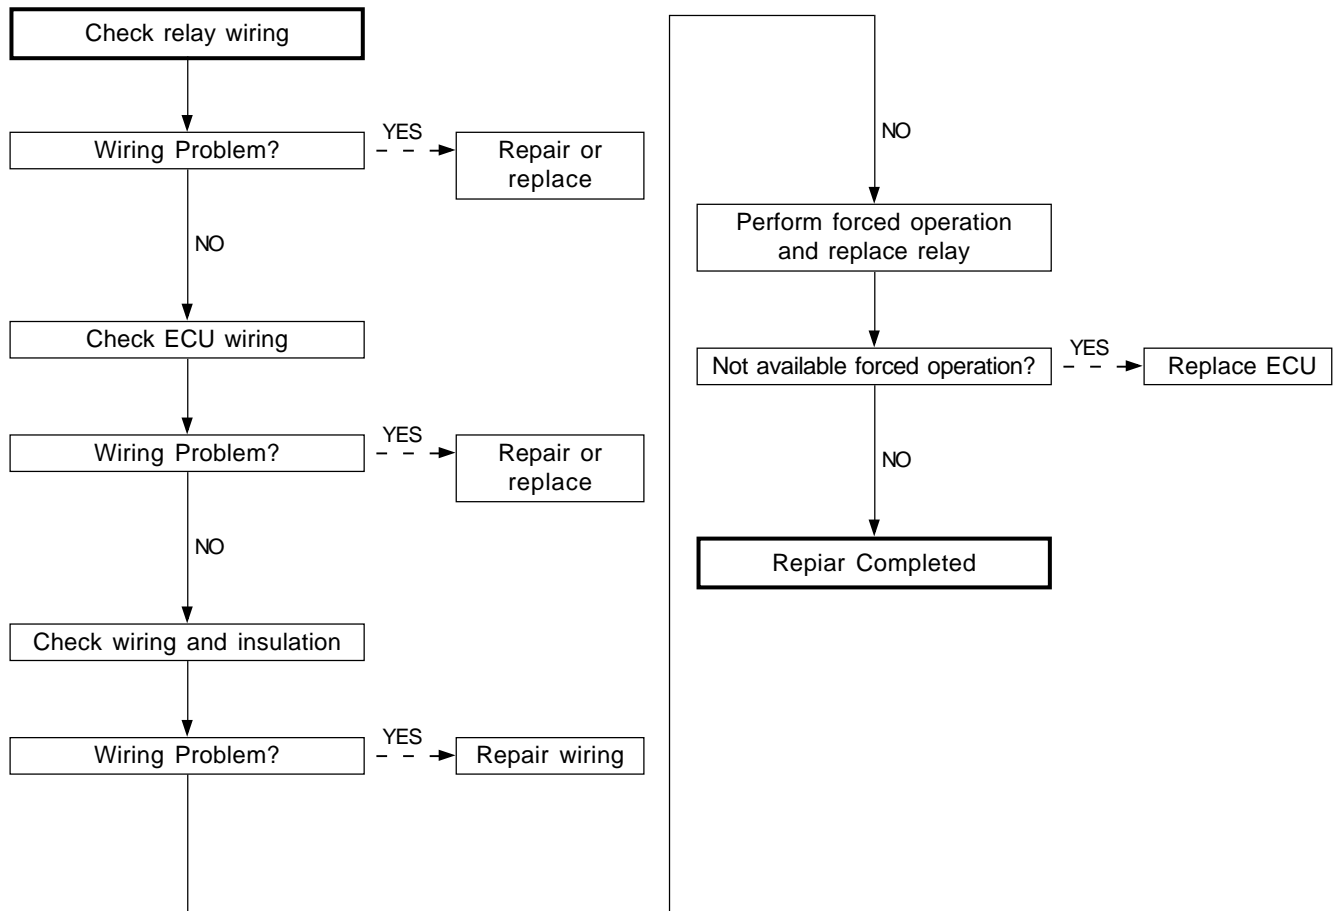 Check relay wiring
Wiring Problem?
YES
Repair or
replace
NO
Check ECU wiring
Wiring Problem?
YES
Repair or
replace
NO
Check wiring and insulation
Wiring Problem?
YES
Repair wiring
NO
Perform forced operation
and replace relay
Not available forced operation?
YES
Replace ECU
NO
Repiar Completed